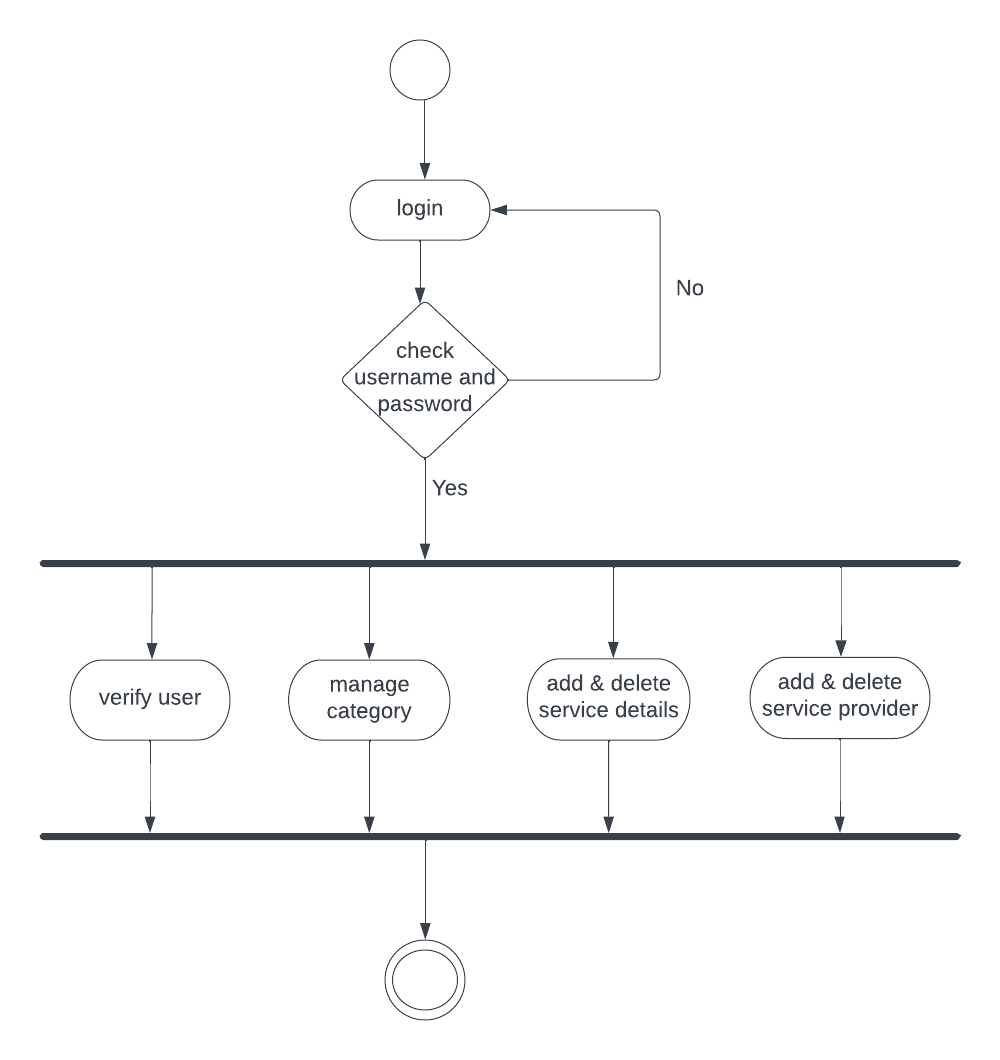 login
No
check
username and
password
Yes
verify user
manage
category
add & delete
service details
add & delete
service provider